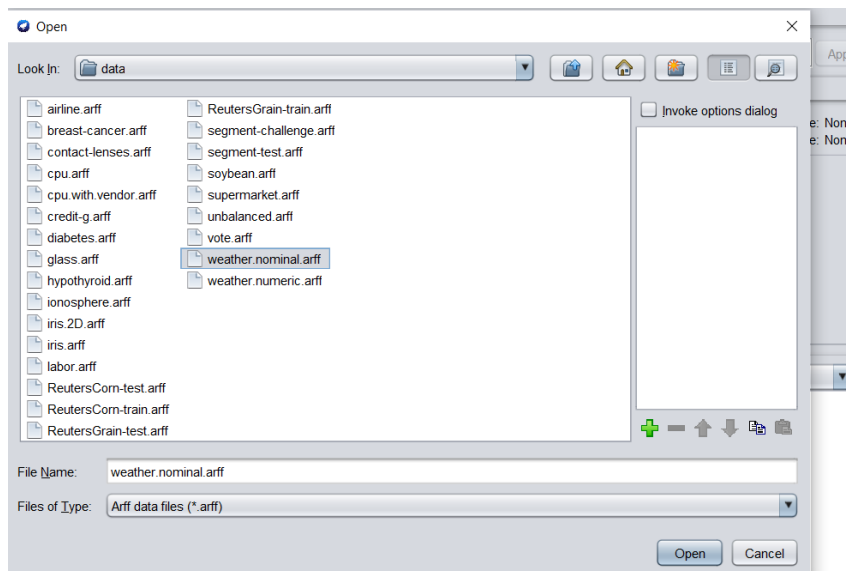 Open
Look In: data
App
airline.arff
breast-cancer.arff
contact-lenses.arff
cpu.arff
cpu.with.vendor.arff
credit-g.arff
diabetes.arff
glass.arff
hypothyroid.arff
ionosphere.arff
iris.2D.arff
iris.arff
labor.arff
ReutersCorn-test.arff
ReutersCorn-train.arff
ReutersGrain-test.arff
ReutersGrain-train.arff
segment-challenge.arff
segment-test.arff
soybean.arff
supermarket.arff
unbalanced.arff
vote.arff
weather.nominal.arff
weather.numeric.arff
Invoke options dialog
e: Non
e: Non
File Name: weather.nominal.arff
Files of Type: Arff data files (*.arff)
Open Cancel